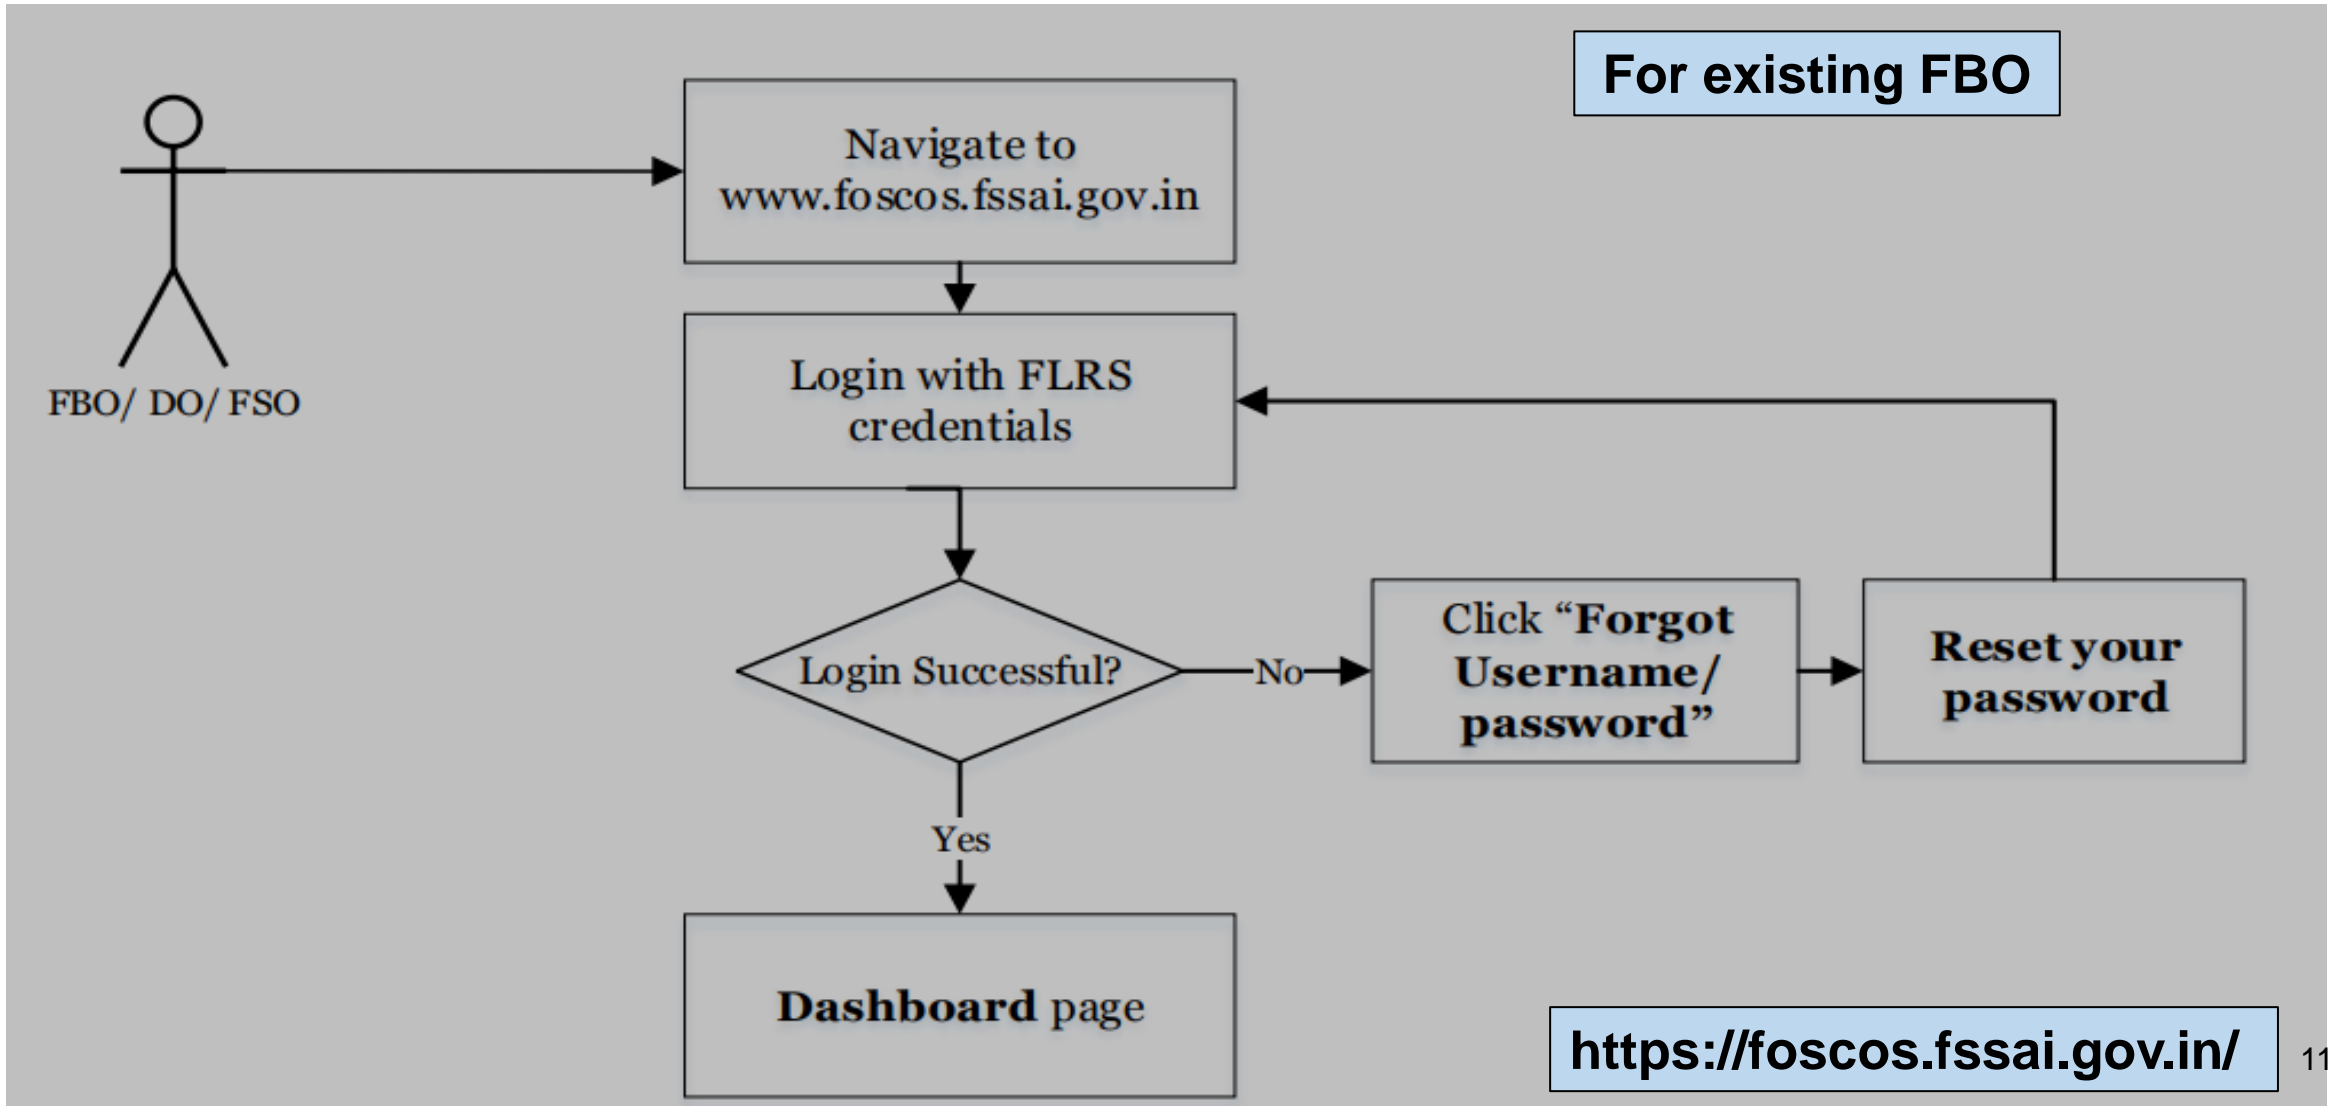 For existing FBO
Navigate to
www.foscos.fssai.gov.in
FBO/ DO/ FSO
Login with FLRS
credentials
Login Successful?
No
Click “Forgot
Username/
password”
Reset your
password
Yes
Dashboard page
https://foscos.fssai.gov.in/
11